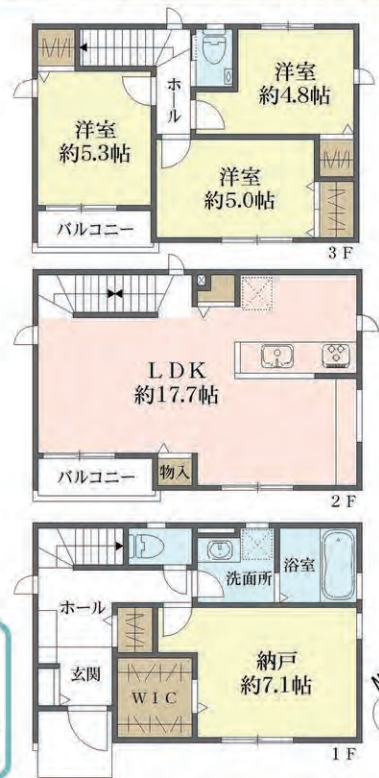 洋室
約5.3帖
ホール
洋室
約4.8帖
洋室
約5.0帖
バルコニー
3F
LDK
約17.7帖
バルコニー
物入
2F
ホール
洗面所
浴室
玄関
WIC
納戸
約7.1帖
1F